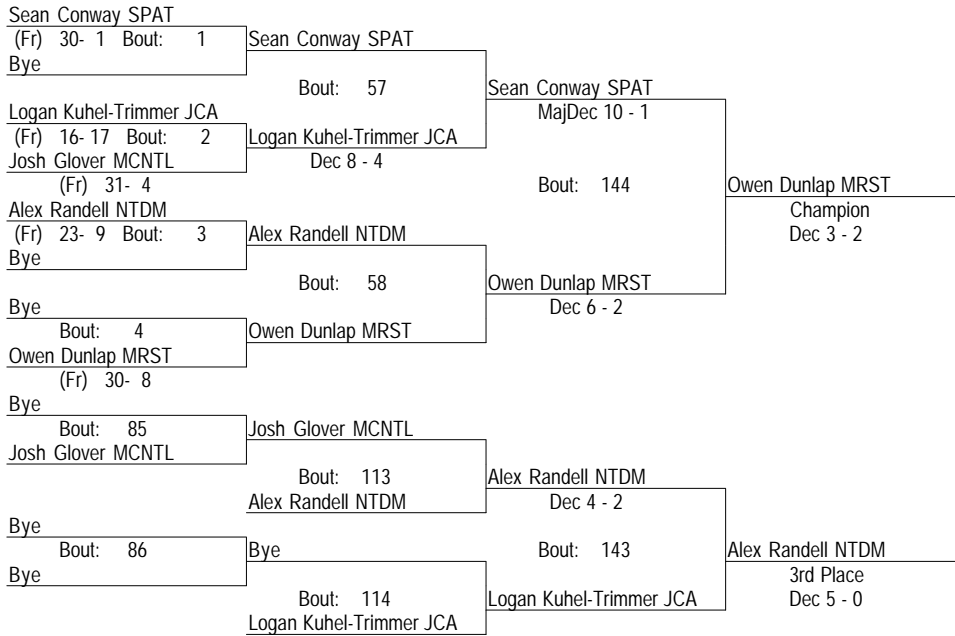 Sean Conway SPAT
(Fr) 30- 1 Bout: 1 Sean Conway SPAT
Bye
Bout: 57 Sean Conway SPAT
Logan Kuhel-Trimmer JCA MajDec 10 - 1
(Fr) 16- 17 Bout: 2 Logan Kuhel-Trimmer JCA
Josh Glover MCNTL Dec 8 - 4
(Fr) 31- 4 Bout: 144 Owen Dunlap MRST
Alex Randell NTDM Champion
(Fr) 23- 9 Bout: 3 Alex Randell NTDM Dec 3 - 2
Bye
Bout: 58 Owen Dunlap MRST
Bye Dec 6 - 2
Bout: 4 Owen Dunlap MRST
Owen Dunlap MRST
(Fr) 30- 8
Bye
Bout: 85 Josh Glover MCNTL
Josh Glover MCNTL
Bout: 113 Alex Randell NTDM
Alex Randell NTDM Dec 4 - 2
Bye
Bout: 86 Bye Bout: 143 Alex Randell NTDM
Bye 3rd Place
Bout: 114 Logan Kuhel-Trimmer JCA Dec 5 - 0
Logan Kuhel-Trimmer JCA